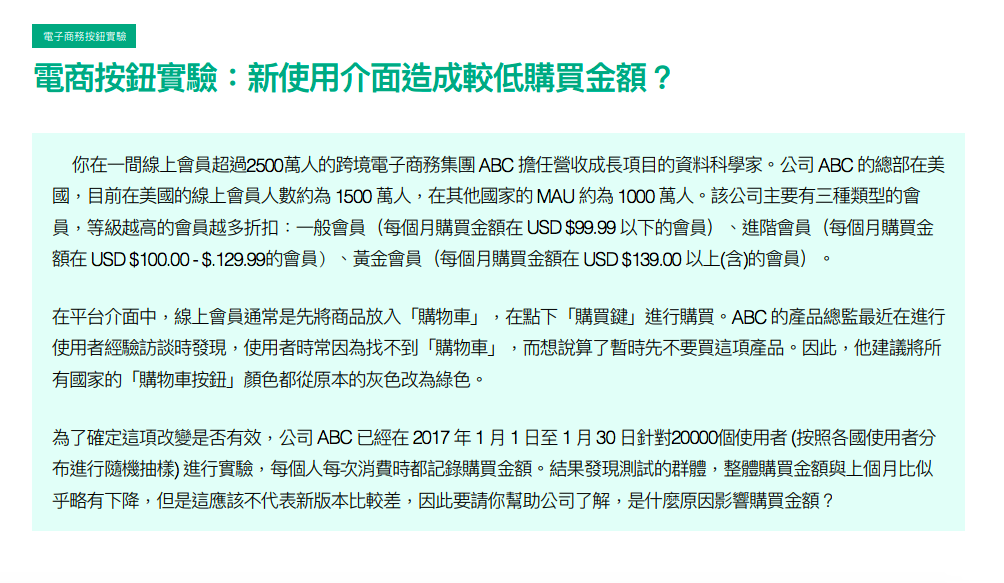 電子商務按鈕實驗
電商按鈕實驗：新使用介面造成較低購買金額？
你在一間線上會員超過2500萬人的跨境電子商務集團 ABC 擔任營收成長項目的資料科學家。公司 ABC 的總部在美
國，目前在美國的線上會員人數約為 1500 萬人，在其他國家的 MAU 約為 1000 萬人。該公司主要有三種類型的會
員，等級越高的會員越多折扣：一般會員（每個月購買金額在 USD $99.99 以下的會員）、進階會員（每個月購買金
額在 USD $100.00 - $.129.99的會員）、黃金會員（每個月購買金額在 USD $139.00 以上(含)的會員）。
在平台介面中，線上會員通常是先將商品放入「購物車」，在點下「購買鍵」進行購買。ABC 的產品總監最近在進行
使用者經驗訪談時發現，使用者時常因為找不到「購物車」，而想說算了暫時先不要買這項產品。因此，他建議將所
有國家的「購物車按鈕」顏色都從原本的灰色改為綠色。
為了確定這項改變是否有效，公司 ABC 已經在 2017 年 1 月 1 日至 1 月 30 日針對20000個使用者 (按照各國使用者分
布進行隨機抽樣) 進行實驗，每個人每次消費時都記錄購買金額。結果發現測試的群體，整體購買金額與上個月比似
乎略有下降，但是這應該不代表新版本比較差，因此要請你幫助公司了解，是什麼原因影響購買金額？